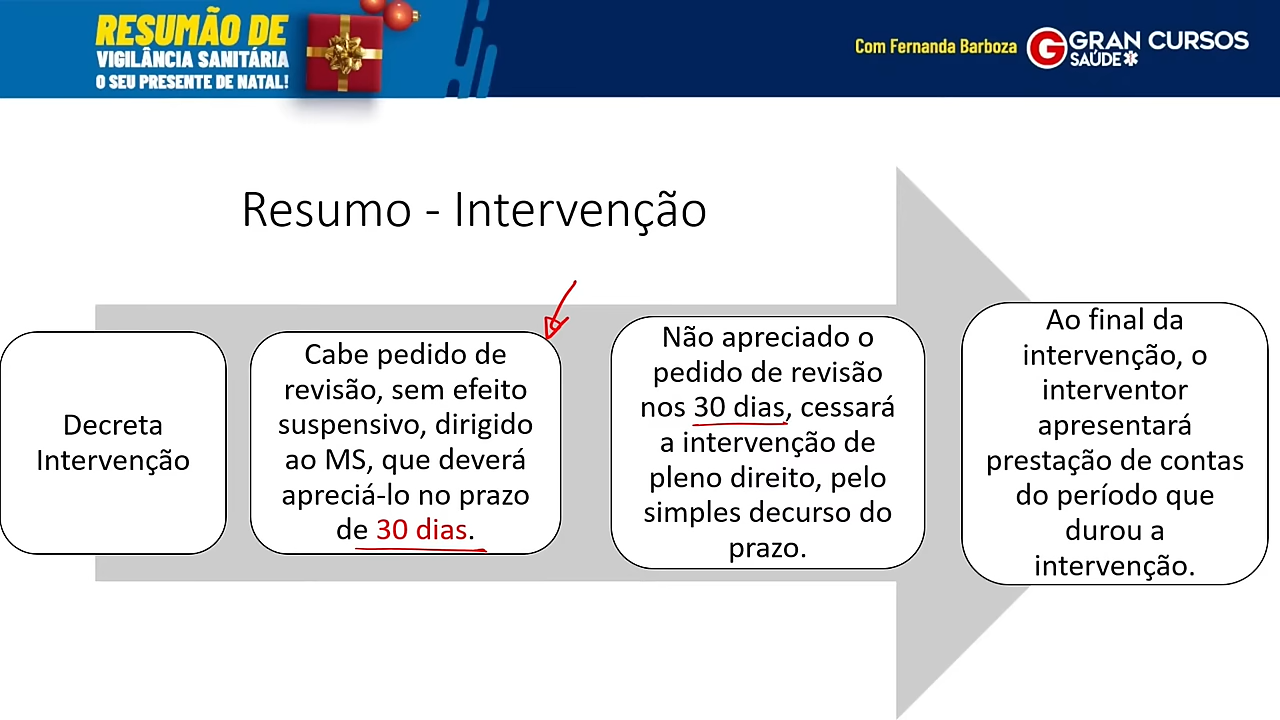 RESUMÃO DE
VIGILÂNCIA SANITÁRIA
O SEU PRESENTE DE NATAL!
Com Fernanda Barboza
GRAN CURSOS
SAÚDE
Resumo - Intervenção
Decreta
Intervenção
Cabe pedido de
revisão, sem efeito
suspensivo, dirigido
ao MS, que deverá
apreciá-lo no prazo
de 30 dias.
Não apreciado o
pedido de revisão
nos 30 dias, cessará
a intervenção de
pleno direito, pelo
simples decurso do
prazo.
Ao final da
intervenção, o
interventor
apresentará
prestação de contas
do período que
durou a
intervenção.